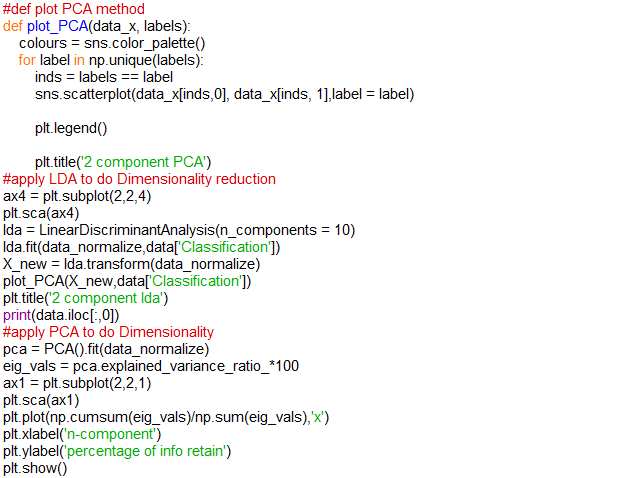 #def plot PCA method
def plot_PCA(data_x, labels):
    colours = sns.color_palette()
    for label in np.unique(labels):
        inds = labels == label
        sns.scatterplot(data_x[inds,0], data_x[inds, 1],label = label)

        plt.legend()

        plt.title('2 component PCA')
#apply LDA to do Dimensionality reduction
ax4 = plt.subplot(2,2,4)
plt.sca(ax4)
lda = LinearDiscriminantAnalysis(n_components = 10)
lda.fit(data_normalize,data['Classification'])
X_new = lda.transform(data_normalize)
plot_PCA(X_new,data['Classification'])
plt.title('2 component lda')
print(data.iloc[:,0])
#apply PCA to do Dimensionality
pca = PCA().fit(data_normalize)
eig_vals = pca.explained_variance_ratio_*100
ax1 = plt.subplot(2,2,1)
plt.sca(ax1)
plt.plot(np.cumsum(eig_vals)/np.sum(eig_vals),'x')
plt.xlabel('n-component')
plt.ylabel('percentage of info retain')
plt.show()